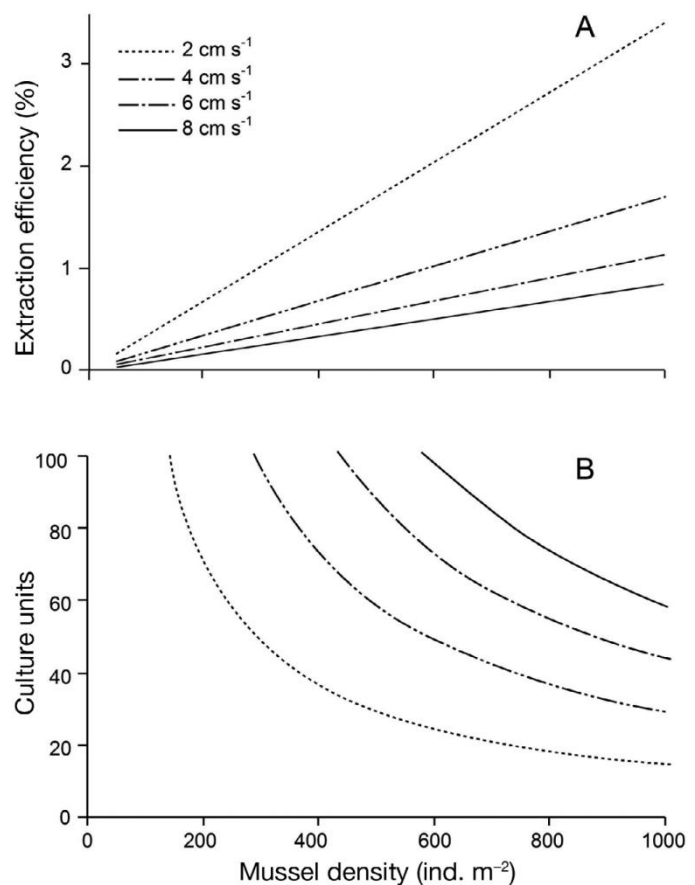 A
2 cm s⁻¹
4 cm s⁻¹
6 cm s⁻¹
8 cm s⁻¹
Extraction efficiency (%)
3
2
1
0
B
Culture units
100
80
60
40
20
0
0 200 400 600 800 1000
Mussel density (ind. m⁻²)